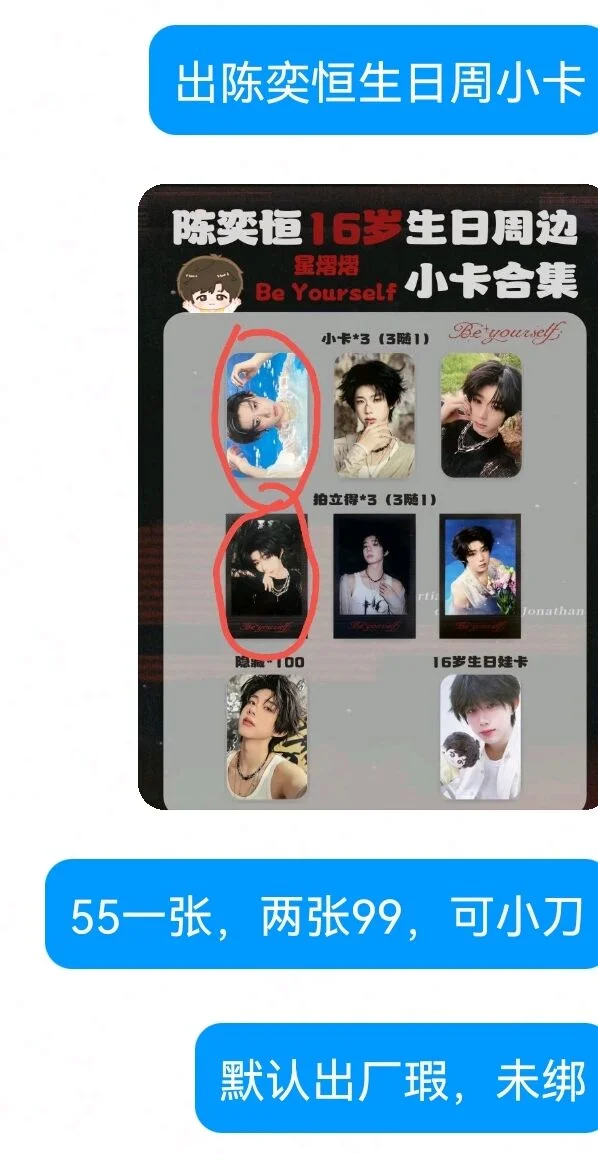 出陈奕恒生日周小卡
陈奕恒16岁生日周边
星熠熠
Be Yourself 小卡合集
小卡*3（3随1） Be yourself
拍立得*3（3随1）
Jonathan
Be yourself Be yourself Be yourself
隐藏*100 16岁生日娃卡
55一张，两张99，可小刀
默认出厂瑕，未绑